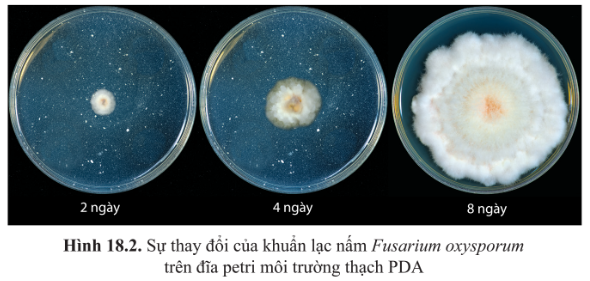 2 ngày
4 ngày
8 ngày
Hình 18.2. Sự thay đổi của khuẩn lạc nấm Fusarium oxysporum
trên đĩa petri môi trường thạch PDA